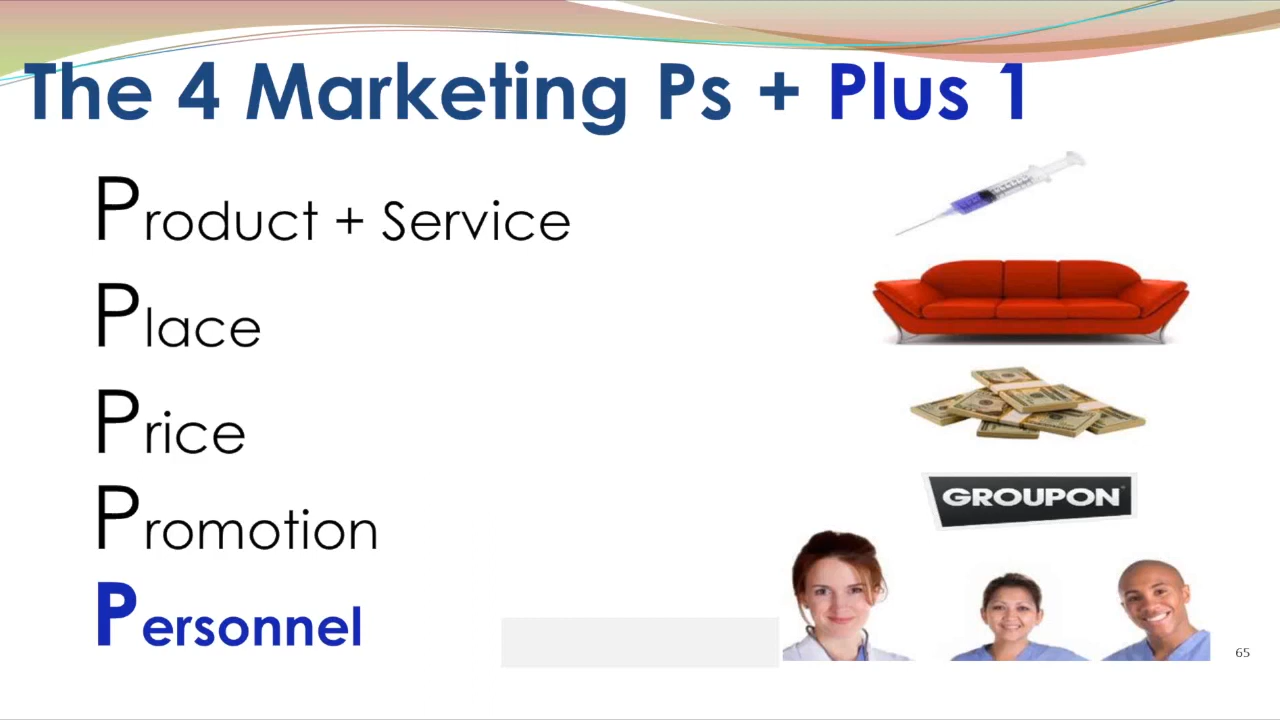 The 4 Marketing Ps + Plus 1
Product + Service
Place
Price
Promotion
GROUPON
Personnel
65